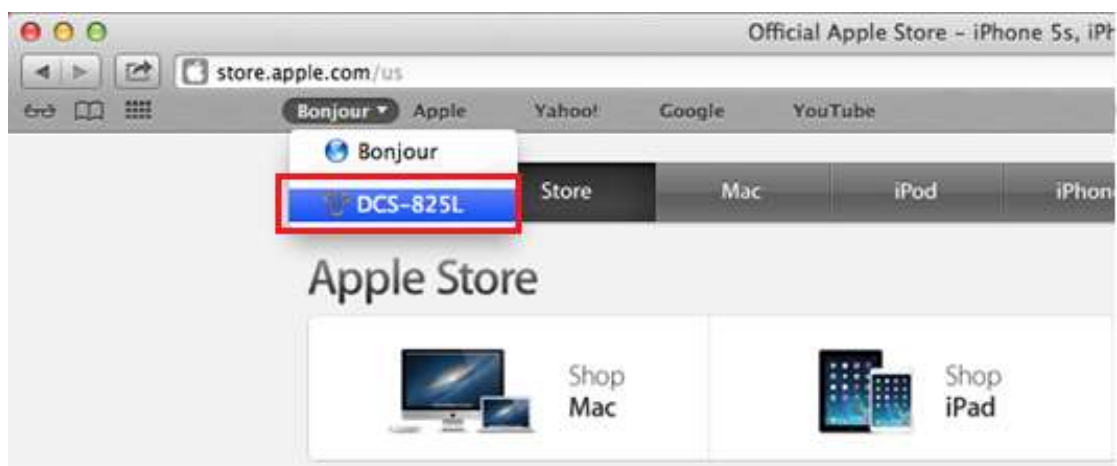 Official Apple Store – iPhone 5s, iPh
store.apple.com/us
Bonjour Apple Yahoo! Google YouTube
Bonjour
DCS-825L
Store Mac iPod iPhon
Apple Store
Shop
Mac
Shop
iPad